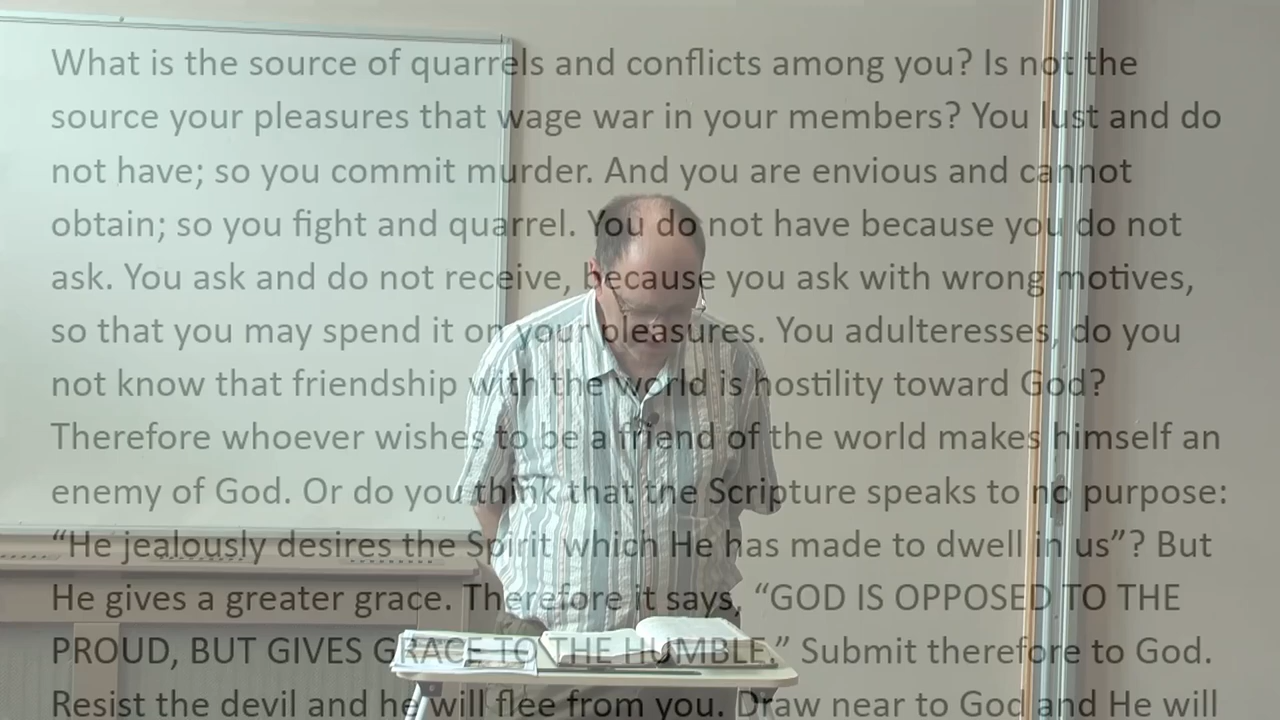 What is the source of quarrels and conflicts among you? Is not the
source your pleasures that wage war in your members? You lust and do
not have; so you commit murder. And you are envious and cannot
obtain; so you fight and quarrel. You do not have because you do not
ask. You ask and do not receive, because you ask with wrong motives,
so that you may spend it on your pleasures. You adulteresses, do you
not know that friendship with the world is hostility toward God?
Therefore whoever wishes to be a friend of the world makes himself an
enemy of God. Or do you think that the Scripture speaks to no purpose:
“He jealously desires the Spirit which He has made to dwell in us”? But
He gives a greater grace. Therefore it says, “GOD IS OPPOSED TO THE
PROUD, BUT GIVES GRACE TO THE HUMBLE.” Submit therefore to God.
Resist the devil and he will flee from you. Draw near to God and He will